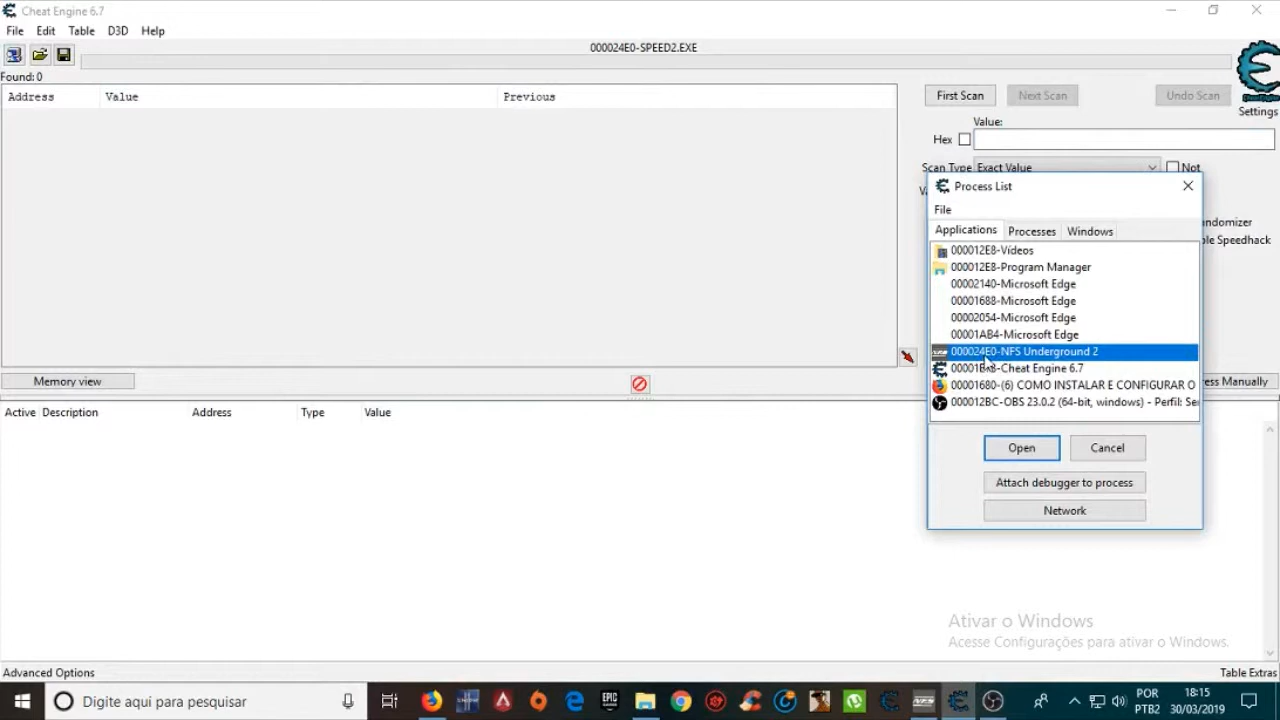 Cheat Engine 6.7
File Edit Table D3D Help
000024E0-SPEED2.EXE
Found: 0
Address Value Previous
First Scan Next Scan Undo Scan
Settings
Value:
Hex
Scan Type Exact Value Not
Process List
File
Applications Processes Windows
000012E8-Vídeos
000012E8-Program Manager
00002140-Microsoft Edge
00001688-Microsoft Edge
00002054-Microsoft Edge
00001AB4-Microsoft Edge
000024E0-NFS Underground 2
Cheat Engine 6.7
00001680-(6) COMO INSTALAR E CONFIGURAR O
000012BC-OBS 23.0.2 (64-bit, windows) - Perfil:
Open Cancel
Attach debugger to process
Network
Speedhack
Memory view
Manually
Active Description Address Type Value
Ativar o Windows
Acesse Configurações para ativar o Windows.
Advanced Options Table Extras
Digite aqui para pesquisar
EPIC
POR
PTB2
18:15
30/03/2019